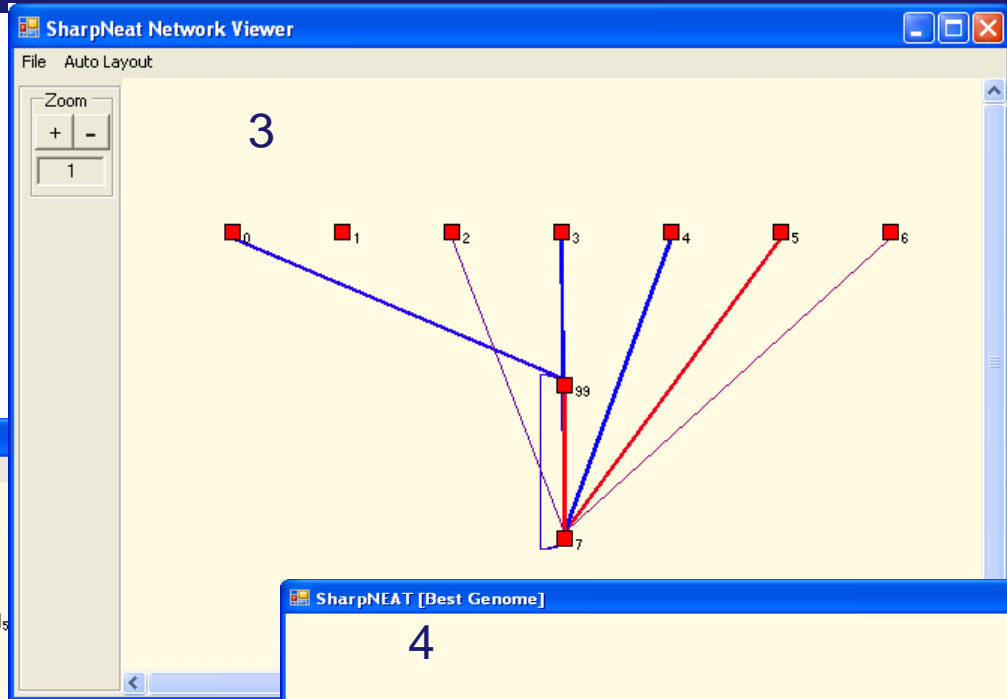 SharpNeat Network Viewer
File Auto Layout
Zoom
+ -
1
3
0 1 2 3 4 5 6
99
7
5
SharpNEAT [Best Genome]
4